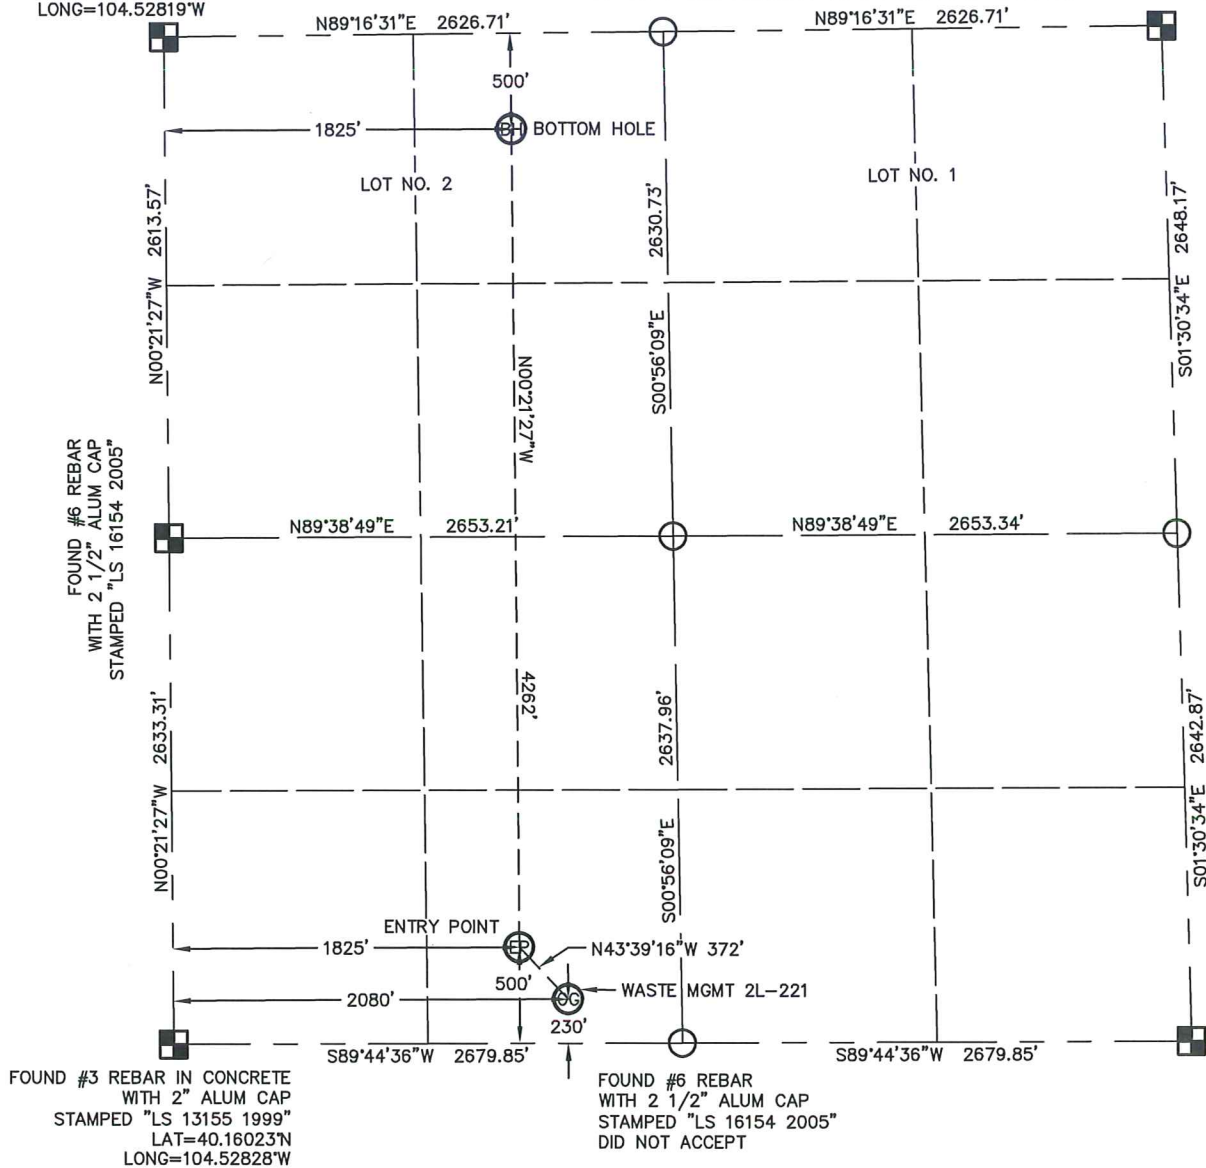 LONG=104.52819°W
N89°16'31"E 2626.71'
N89°16'31"E 2626.71'
500'
1825'
BH BOTTOM HOLE
LOT NO. 2
LOT NO. 1
N00°21'27"W 2613.57'
2630.73'
S00°56'09"E
S01°30'34"E 2648.17'
N00°21'27"W
4262'
FOUND #6 REBAR
WITH 2 1/2" ALUM CAP
STAMPED "LS 16154 2005"
N89°38'49"E 2653.21'
N89°38'49"E 2653.34'
N00°21'27"W 2633.31'
2637.96'
S00°56'09"E
S01°30'34"E 2642.87'
ENTRY POINT
1825'
EP
N43°39'16"W 372'
500'
2080'
OG
WASTE MGMT 2L-221
230'
S89°44'36"W 2679.85'
S89°44'36"W 2679.85'
FOUND #3 REBAR IN CONCRETE
WITH 2" ALUM CAP
STAMPED "LS 13155 1999"
LAT=40.16023°N
LONG=104.52828°W
FOUND #6 REBAR
WITH 2 1/2" ALUM CAP
STAMPED "LS 16154 2005"
DID NOT ACCEPT